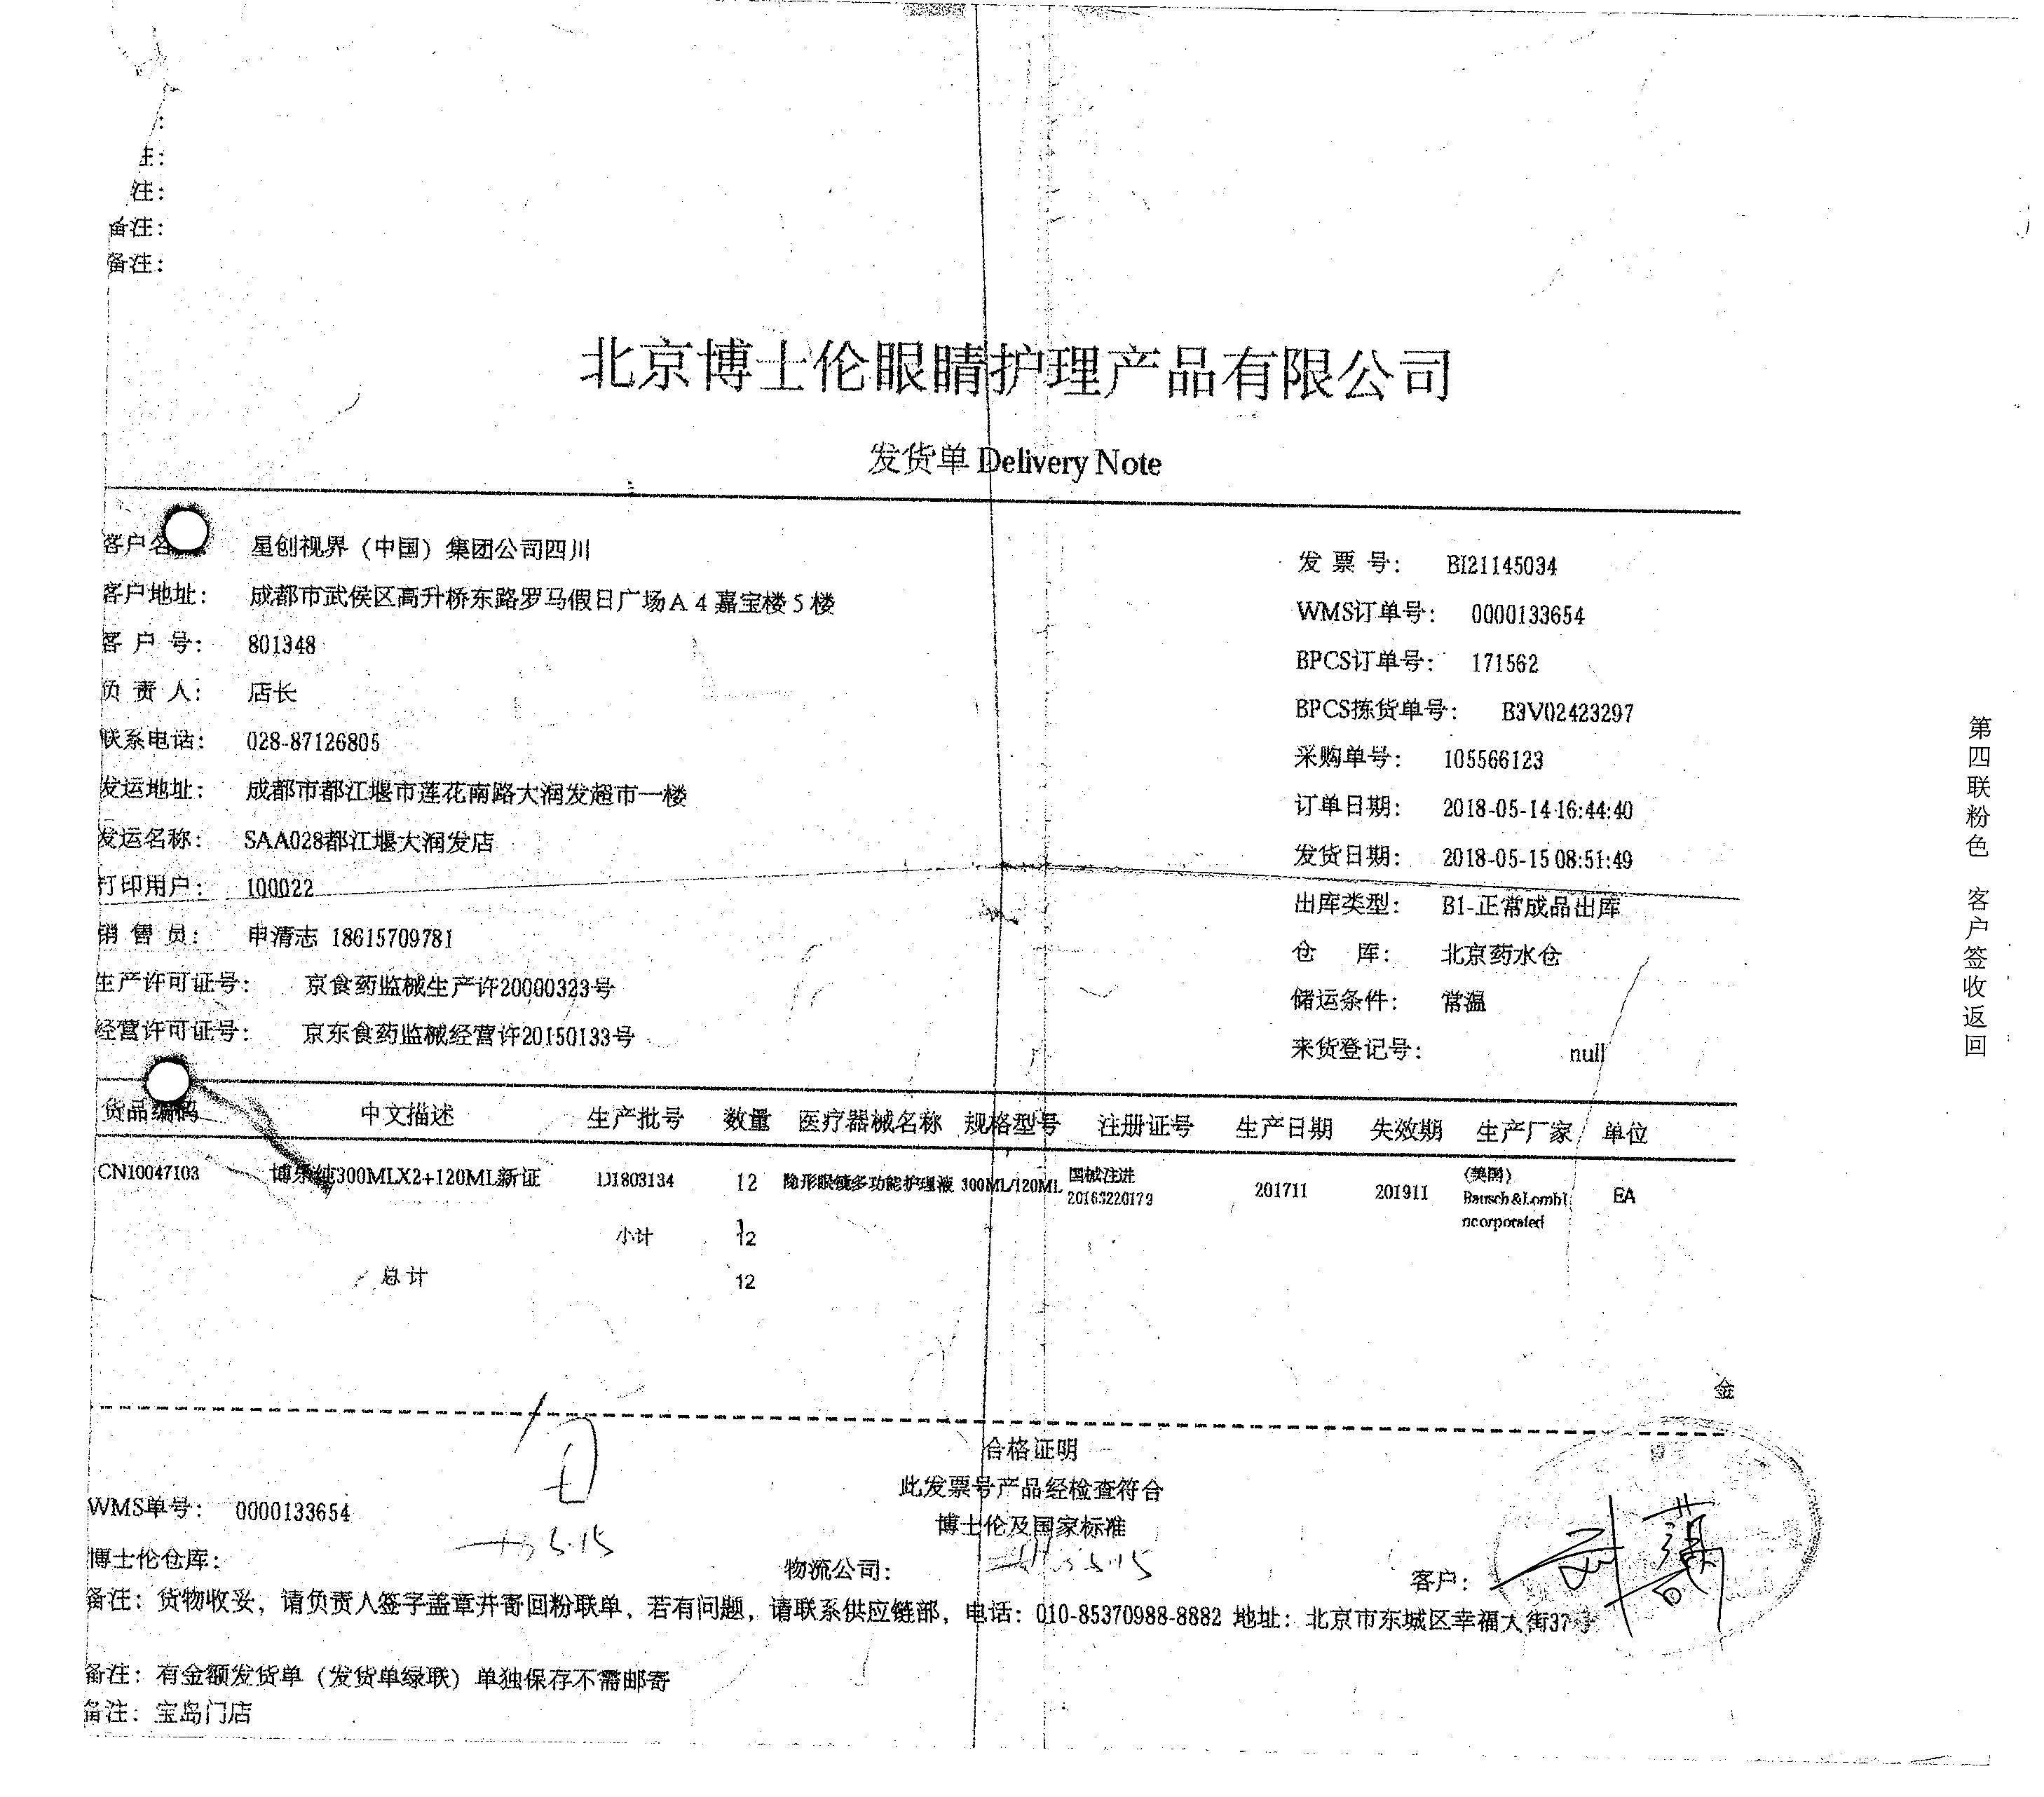 注:
注:
备注:
备注:
北京博士伦眼睛护理产品有限公司
发货单 Delivery Note
客户名 星创视界（中国）集团公司四川
客户地址: 成都市武侯区高升桥东路罗马假日广场A 4 嘉宝楼 5 楼
客 户 号: 801348
负 责 人: 店长
联系电话: 028-87126805
发运地址: 成都市都江堰市莲花南路大润发超市一楼
发运名称: SAA028都江堰大润发店
打印用户: 100022
销 售 员: 申清志 18615709781
生产许可证号: 京食药监械生产许20000323号
经营许可证号: 京东食药监械经营许20150133号
发 票 号: BI21145034
WMS订单号: 0000133654
BPCS订单号: 171562
BPCS拣货单号: B3V02423297
采购单号: 105566123
订单日期: 2018-05-14 16:44:40
发货日期: 2018-05-15 08:51:49
出库类型: B1-正常成品出库
仓 库: 北京药水仓
储运条件: 常温
来货登记号: null
第四联粉色 客户签收返回
货品编码 中文描述 生产批号 数量 医疗器械名称 规格型号 注册证号 生产日期 失效期 生产厂家 单位
CN10047103 博乐纯300MLX2+120ML新证 12 隐形眼镜多功能护理液 300ML/120ML 国械注进 20163220179 201711 201911 (美国) Bausch&Lomb I ncorporated EA
小计 12
总计 12
金
合格证明
此发票号产品经检查符合
博士伦及国家标准
WMS单号: 0000133654
博士伦仓库: 5.15
物流公司: 5.15
客户:
备注: 货物收妥, 请负责人签字盖章并寄回粉联单, 若有问题, 请联系供应链部, 电话: 010-85370988-8882 地址: 北京市东城区幸福大街37号
备注: 有金额发货单（发货单绿联）单独保存不需邮寄
备注: 宝岛门店